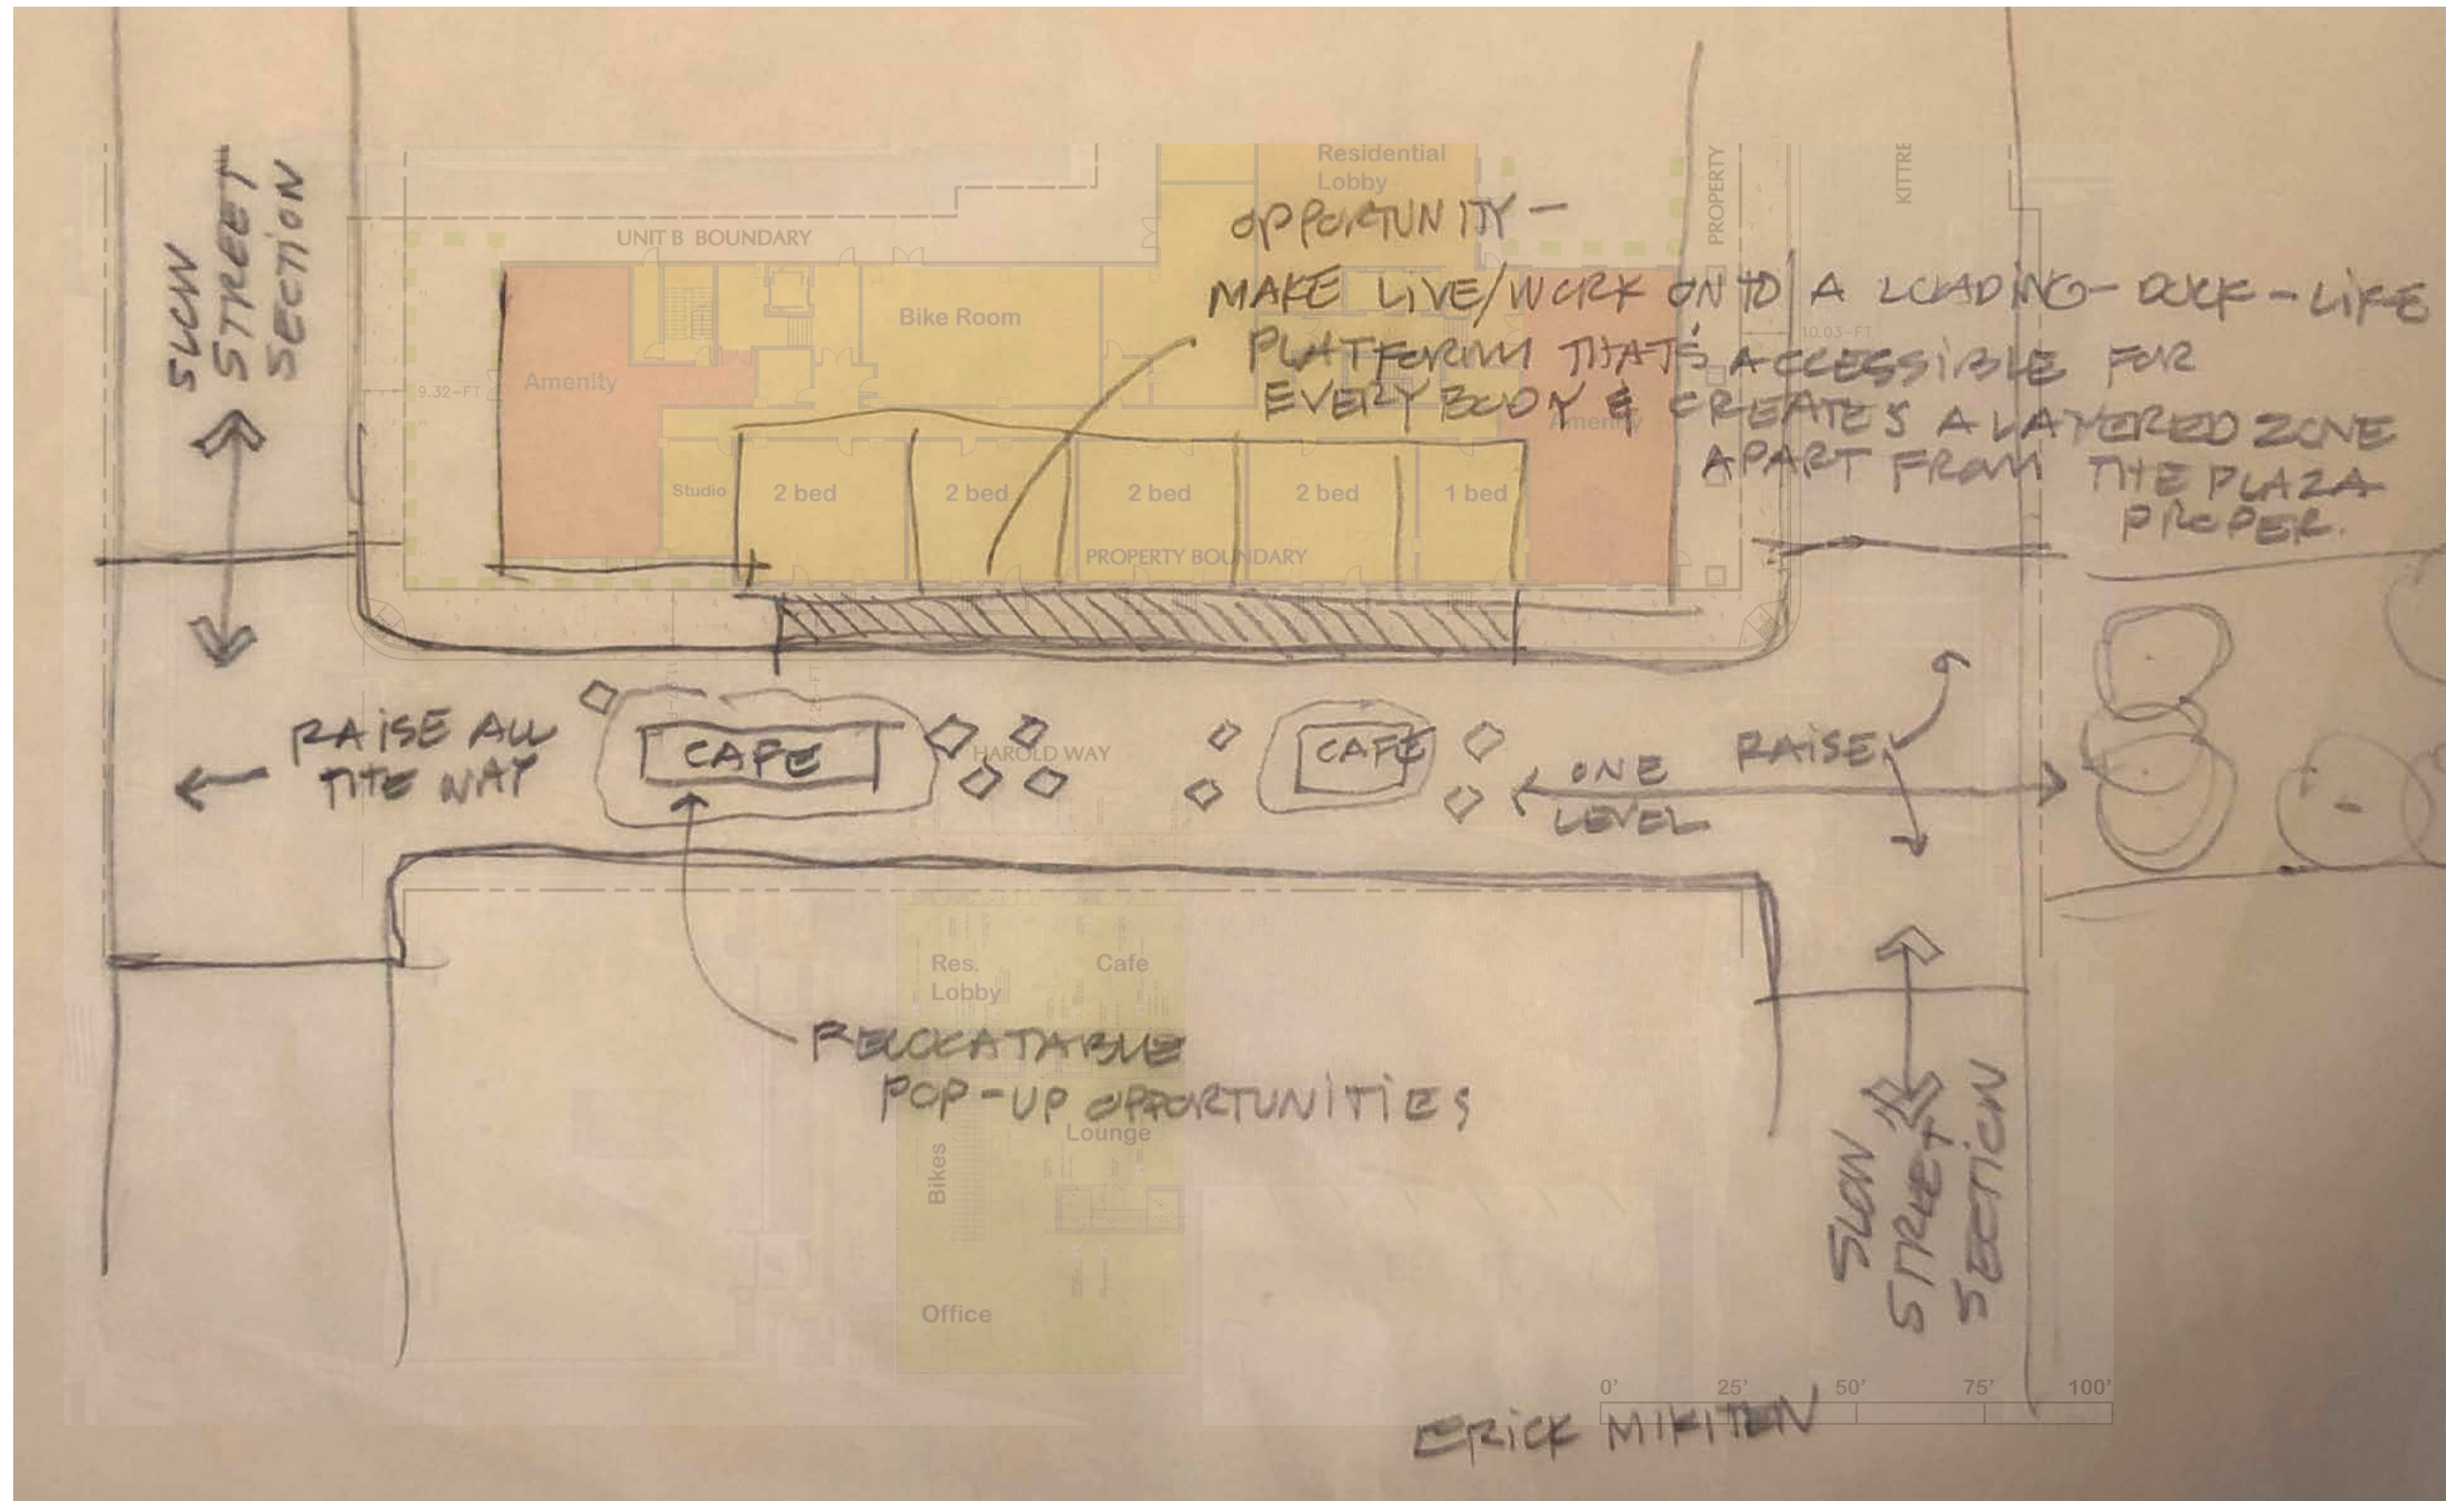 SLOW
STREET
SECTION
Residential
Lobby
PROPERTY
KITTRE
OPPORTUNITY —
UNIT B BOUNDARY
MAKE LIVE/WORK ONTO A LOADING-DOCK-LIKE
Bike Room
10.03-FT
PLATFORM THAT'S ACCESSIBLE FOR
Amenity
9.32-FT
EVERYBODY & CREATES A LAYERED ZONE
Amenity
APART FROM THE PLAZA
PROPER.
Studio
2 bed
2 bed
2 bed
2 bed
1 bed
PROPERTY BOUNDARY
RAISE ALL
THE WAY
CAFE
HAROLD WAY
CAFE
ONE
LEVEL
RAISE
Res.
Lobby
Cafe
RELOCATABLE
POP-UP OPPORTUNITIES
Lounge
Bikes
SLOW
STREET
SECTION
Office
0' 25' 50' 75' 100'
ERICK MIKITEN